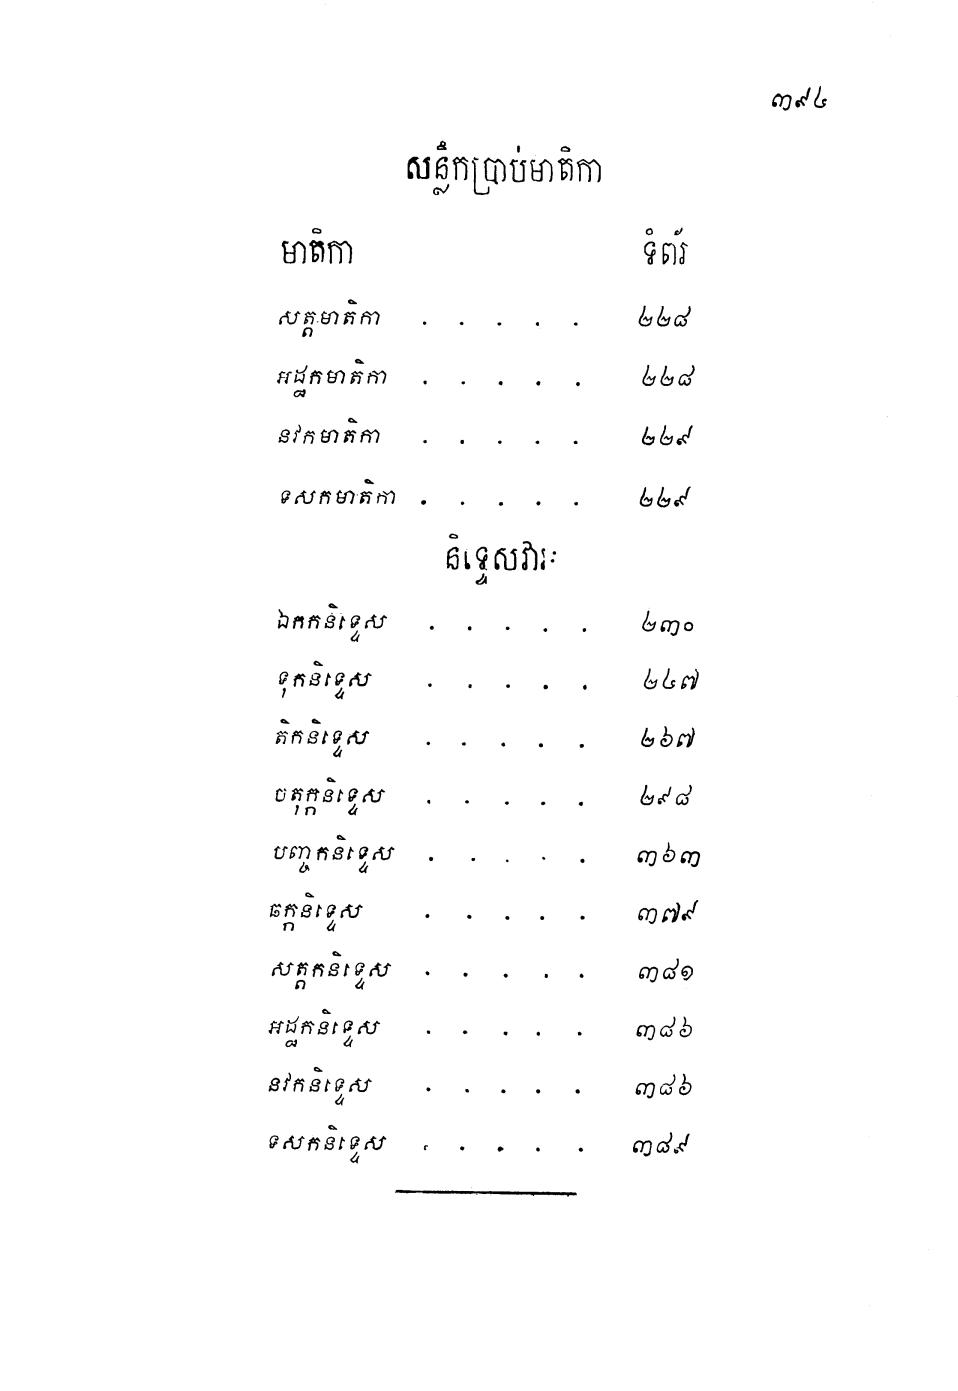 ៣៩៤
សន្លឹកប្រាប់មាតិកា
មាតិកា ទំព័រ
សត្តមាតិកា . . . . . ២២៨
អដ្ឋកមាតិកា . . . . . ២២៨
នវកមាតិកា . . . . . ២២៩
ទសកមាតិកា . . . . . ២២៩
និទ្ទេសវារៈ
ឯកកនិទ្ទេស . . . . . ២៣០
ទុកនិទ្ទេស . . . . . ២៤៧
តិកនិទ្ទេស . . . . . ២៦៧
ចតុក្កនិទ្ទេស . . . . . ២៩៨
បញ្ចកនិទ្ទេស . . . . . ៣៦៣
ឆក្កនិទ្ទេស . . . . . ៣៧៩
សត្តកនិទ្ទេស . . . . . ៣៨១
អដ្ឋកនិទ្ទេស . . . . . ៣៨៦
នវកនិទ្ទេស . . . . . ៣៨៦
ទសកនិទ្ទេស . . . . . ៣៨៩